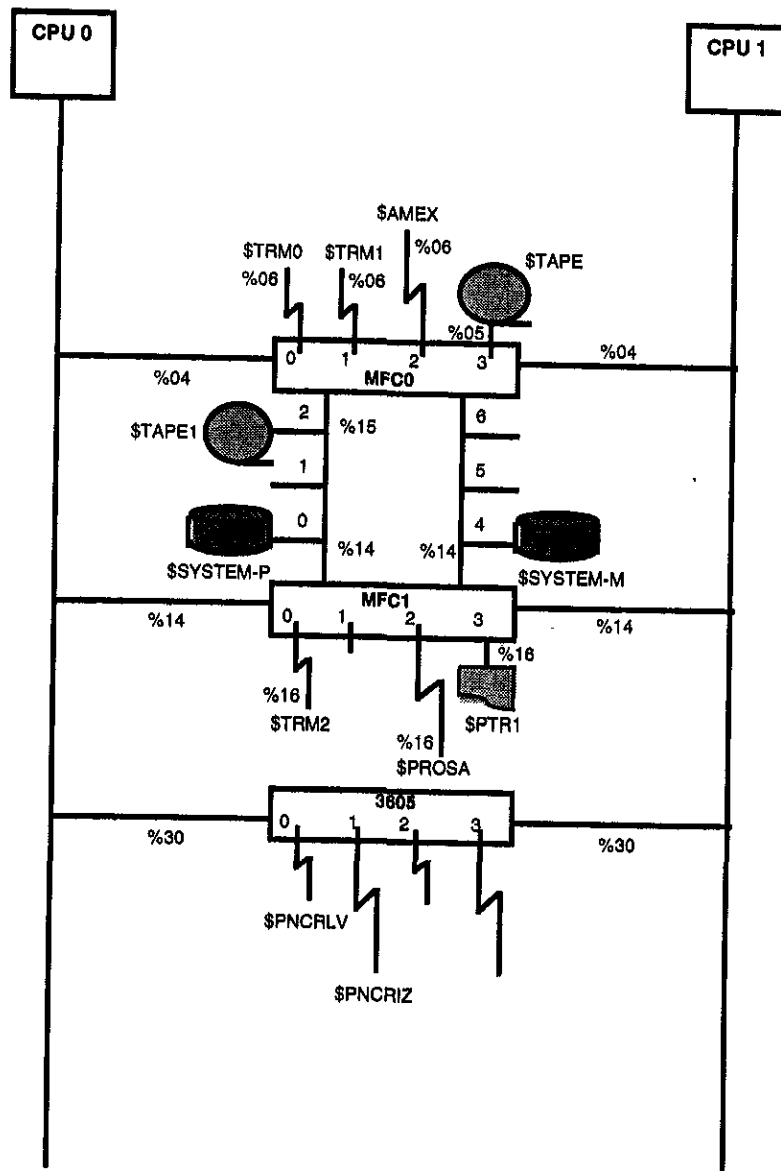 CPU 0
CPU 1
$AMEX
$TRM0
$TRM1
%06
$TAPE
%06
%06
%05
0 1 2 3
%04
MFC0
%04
2
%15
6
$TAPE1
1
5
0
4
%14
%14
$SYSTEM-P
$SYSTEM-M
MFC1
%14
0 1 2 3
%14
%16
%16
$TRM2
$PTR1
%16
$PROSA
3605
0 1 2 3
%30
%30
$PNCRLV
$PNCRIZ